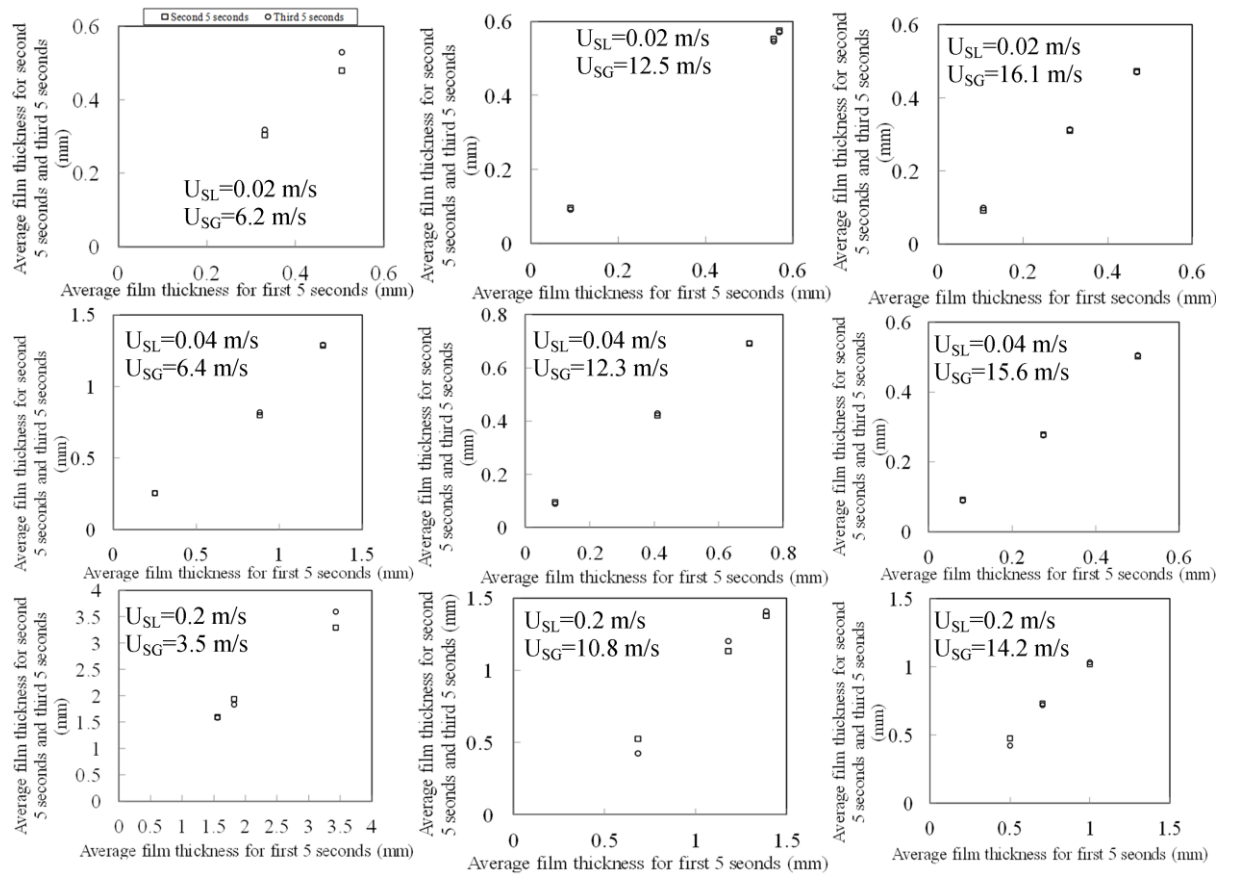 Second 5 seconds Third 5 seconds
Average film thickness for second
5 seconds and third 5 seconds
(mm)
0.6
0.4
0.2
0
U_SL=0.02 m/s
U_SG=6.2 m/s
0 0.2 0.4 0.6
Average film thickness for first 5 seconds (mm)
Average film thickness for second
5 seconds and third 5 seconds
(mm)
0.6
0.4
0.2
0
U_SL=0.02 m/s
U_SG=12.5 m/s
0 0.2 0.4 0.6
Average film thickness for first 5 seconds (mm)
Average film thickness for second
5 seconds and third 5 seconds
(mm)
0.6
0.4
0.2
0
U_SL=0.02 m/s
U_SG=16.1 m/s
0 0.2 0.4 0.6
Average film thickness for first seconds (mm)
Average film thickness for second
5 seconds and third 5 seconds
(mm)
1.5
1
0.5
0
U_SL=0.04 m/s
U_SG=6.4 m/s
0 0.5 1 1.5
Average film thickness for first 5 seconds (mm)
Average film thickness for second
5 seconds and third 5 seconds
(mm)
0.8
0.6
0.4
0.2
0
U_SL=0.04 m/s
U_SG=12.3 m/s
0 0.2 0.4 0.6 0.8
Average film thickness for first 5 seconds (mm)
Average film thickness for second
5 seconds and third 5 seconds
(mm)
0.6
0.4
0.2
0
U_SL=0.04 m/s
U_SG=15.6 m/s
0 0.2 0.4 0.6
Average film thickness for first 5 seconds (mm)
Average film thickness for second
5 seconds and third 5 seconds
(mm)
4
3.5
3
2.5
2
1.5
1
0.5
0
U_SL=0.2 m/s
U_SG=3.5 m/s
0 0.5 1 1.5 2 2.5 3 3.5 4
Average film thickness for first 5 seconds (mm)
Average film thickness for second
5 seconds and third 5 seonds (mm)
1.5
1
0.5
0
U_SL=0.2 m/s
U_SG=10.8 m/s
0 0.5 1 1.5
Average film thickness for first 5 seconds (mm)
Average film thickness for second
5 seconds and third 5 seconds
(mm)
1.5
1
0.5
0
U_SL=0.2 m/s
U_SG=14.2 m/s
0 0.5 1 1.5
Average film thickness for first 5 seconds (mm)